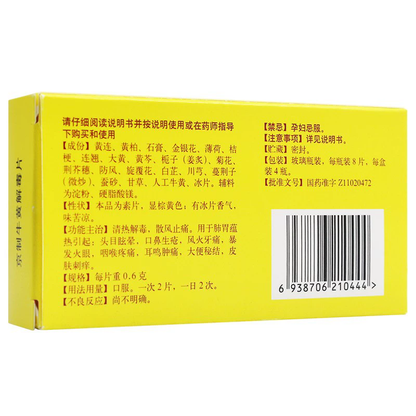 请仔细阅读说明书并按说明使用或在药师指导
下购买和使用
【成份】黄连、黄柏、石膏、金银花、薄荷、桔
梗、连翘、大黄、黄芩、栀子(姜炙)、菊花、
荆芥穗、防风、旋覆花、白芷、川芎、蔓荆子
(微炒)、蚕砂、甘草、人工牛黄、冰片。辅料
为淀粉、硬脂酸镁。
【性状】本品为素片,显棕黄色;有冰片香气,
味苦凉。
【功能主治】清热解毒,散风止痛。用于肺胃蕴
热引起:头目眩晕,口鼻生疮,风火牙痛,暴
发火眼,咽喉疼痛,耳鸣肿痛,大便秘结,皮
肤刺痒。
【规格】每片重0.6克
【用法用量】口服。一次2片,一日2次。
【不良反应】尚不明确。
【禁忌】孕妇忌服。
【注意事项】详见说明书。
【贮藏】密封。
【包装】玻璃瓶装,每瓶装8片,每盒
装4瓶。
【批准文号】国药准字Z11020472
6 938706 210444 >
京制牛黄解毒片